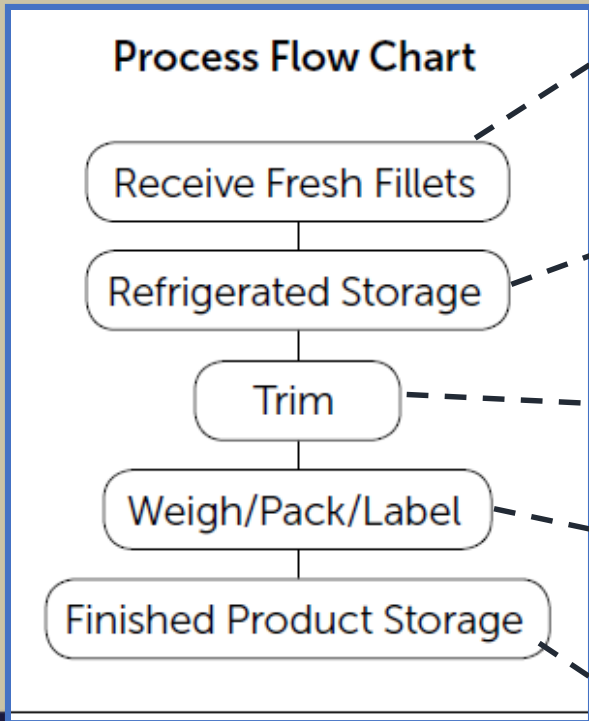 Process Flow Chart
Receive Fresh Fillets
Refrigerated Storage
Trim
Weigh/Pack/Label
Finished Product Storage